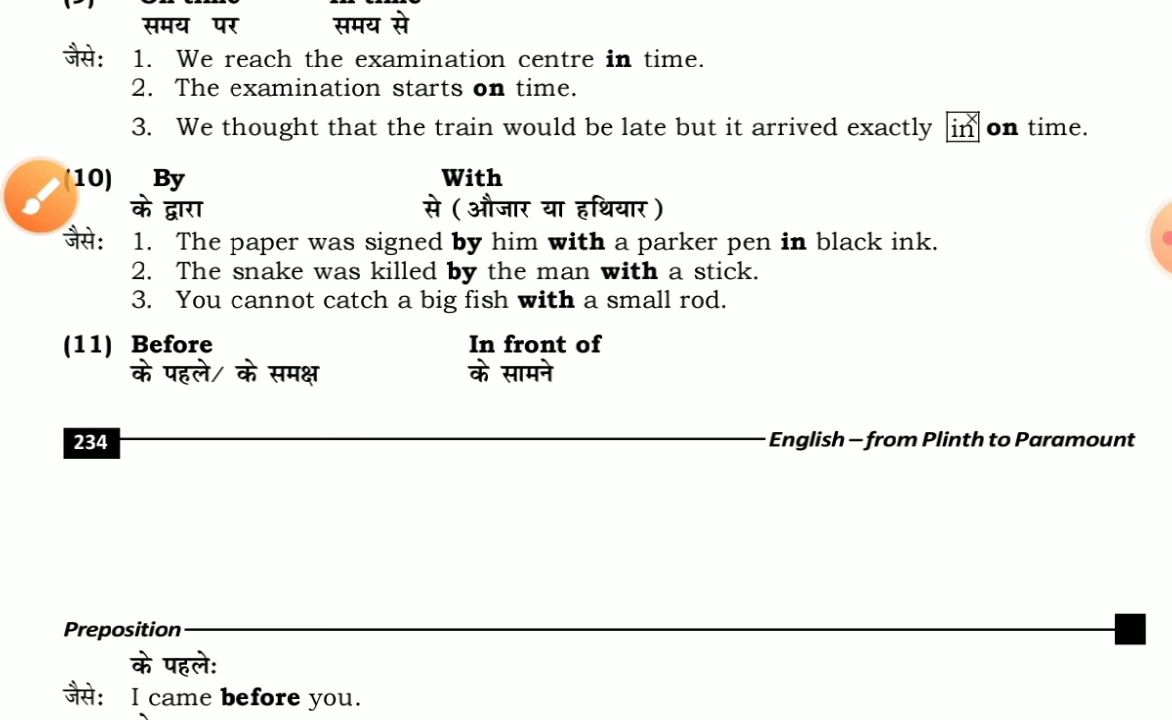 समय पर समय से
जैसे: 1. We reach the examination centre in time.
2. The examination starts on time.
3. We thought that the train would be late but it arrived exactly in on time.
(10) By With
के द्वारा से ( औजार या हथियार )
जैसे: 1. The paper was signed by him with a parker pen in black ink.
2. The snake was killed by the man with a stick.
3. You cannot catch a big fish with a small rod.
(11) Before In front of
के पहले/ के समक्ष के सामने
234 English – from Plinth to Paramount
Preposition
के पहले:
जैसे: I came before you.